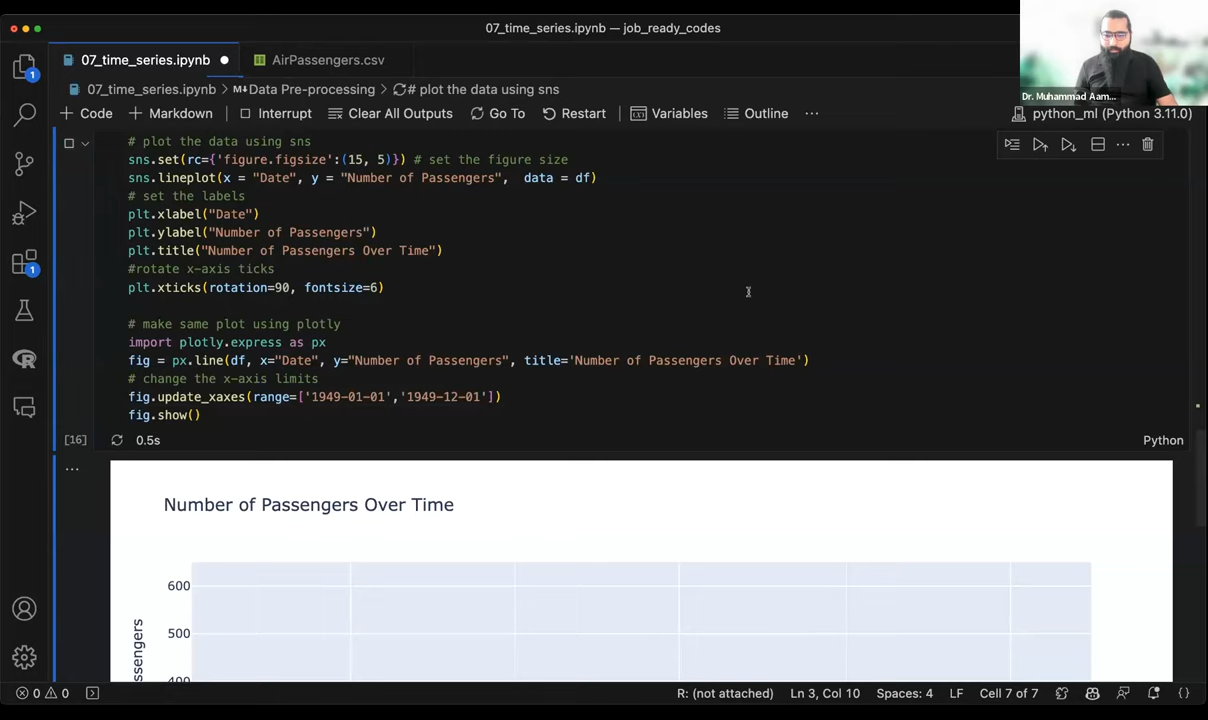 07_time_series.ipynb — job_ready_codes
07_time_series.ipynb
AirPassengers.csv
07_time_series.ipynb > M↓Data Pre-processing > # plot the data using sns
+ Code + Markdown Interrupt Clear All Outputs Go To Restart Variables Outline ...
Dr. Muhammad Aam...
python_ml (Python 3.11.0)
1
1
# plot the data using sns
sns.set(rc={'figure.figsize':(15, 5)}) # set the figure size
sns.lineplot(x = "Date", y = "Number of Passengers",  data = df)
# set the labels
plt.xlabel("Date")
plt.ylabel("Number of Passengers")
plt.title("Number of Passengers Over Time")
#rotate x-axis ticks
plt.xticks(rotation=90, fontsize=6)
# make same plot using plotly
import plotly.express as px
fig = px.line(df, x="Date", y="Number of Passengers", title='Number of Passengers Over Time')
# change the x-axis limits
fig.update_xaxes(range=['1949-01-01','1949-12-01'])
fig.show()
[16] 0.5s Python
...
Number of Passengers Over Time
600
500
400
ssengers
0 0 R: (not attached) Ln 3, Col 10 Spaces: 4 LF Cell 7 of 7